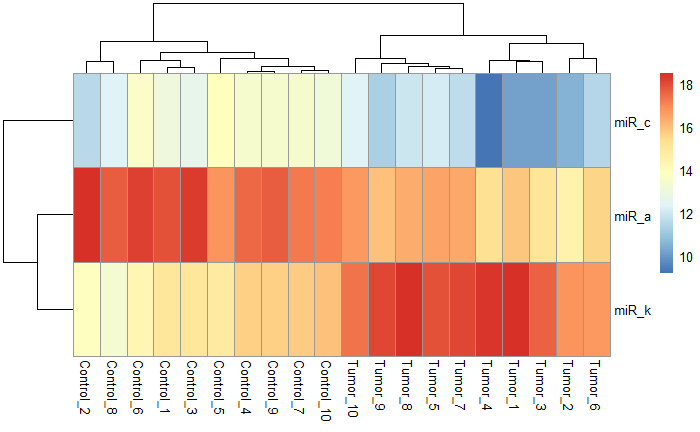 miR_c
miR_a
miR_k
18
16
14
12
10
Control_2
Control_8
Control_6
Control_1
Control_3
Control_5
Control_4
Control_9
Control_7
Control_10
Tumor_10
Tumor_9
Tumor_8
Tumor_5
Tumor_7
Tumor_4
Tumor_1
Tumor_3
Tumor_2
Tumor_6